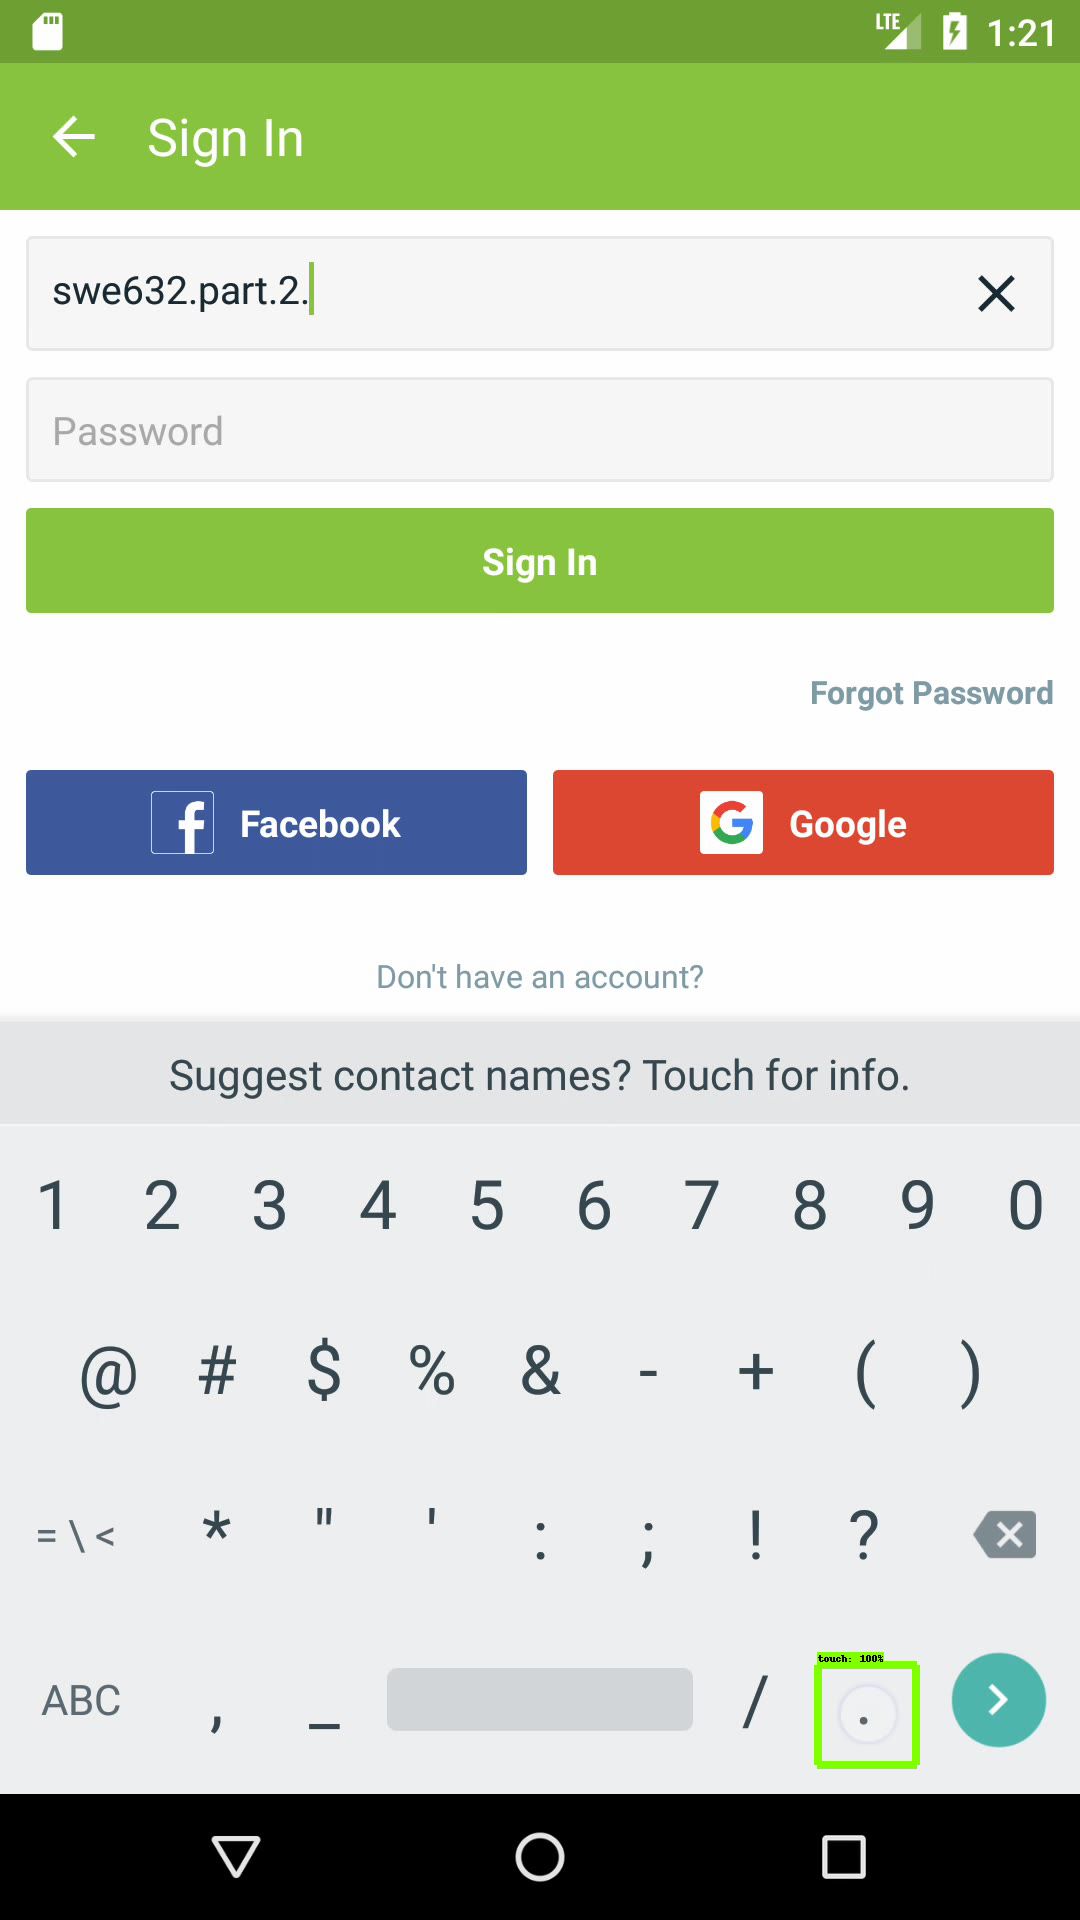 LTE 1:21
Sign In
swe632.part.2.
Password
Sign In
Forgot Password
Facebook Google
Don't have an account?
Suggest contact names? Touch for info.
1 2 3 4 5 6 7 8 9 0
@ # $ % & - + ( )
= \ < * " ' : ; ! ?
touch: 100%
ABC , _ / .